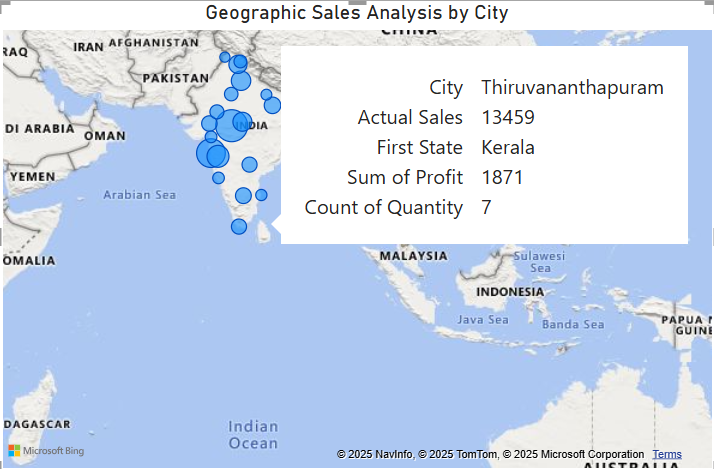 Geographic Sales Analysis by City
CHINA
IRAN
AFGHANISTAN
RAQ
PAKISTAN
DI ARABIA
OMAN
INDIA
YEMEN
Arabian Sea
City Thiruvananthapuram
Actual Sales 13459
First State Kerala
Sum of Profit 1871
Count of Quantity 7
OMALIA
MALAYSIA
Sulawesi
Sea
INDONESIA
Java Sea
Banda Sea
PAPUA N
GUINE
DAGASCAR
Indian
Ocean
Microsoft Bing
© 2025 NavInfo, © 2025 TomTom, © 2025 Microsoft Corporation Terms
AUSTRALIA